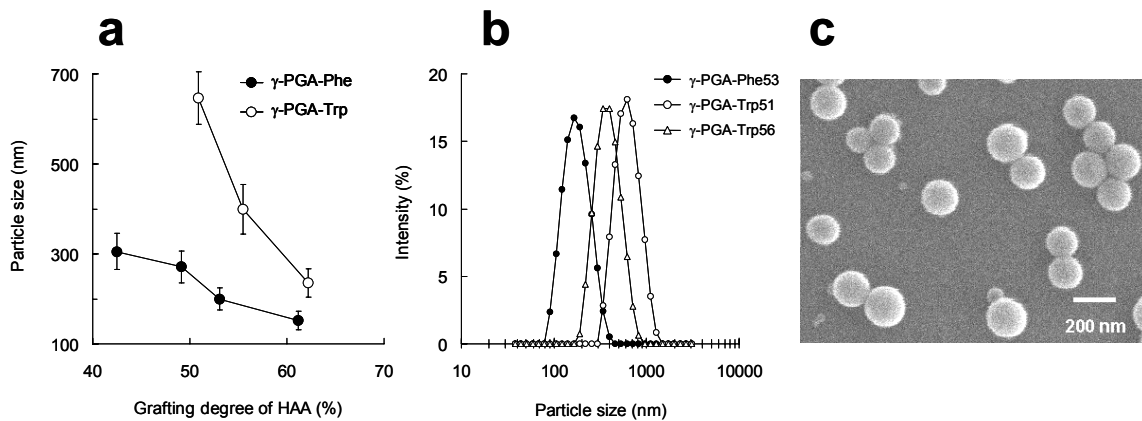 a
b
c
700
500
300
100
40
50
60
70
Particle size (nm)
Grafting degree of HAA (%)
γ-PGA-Phe
γ-PGA-Trp
20
15
10
5
0
10
100
1000
10000
Intensity (%)
Particle size (nm)
γ-PGA-Phe53
γ-PGA-Trp51
γ-PGA-Trp56
200 nm